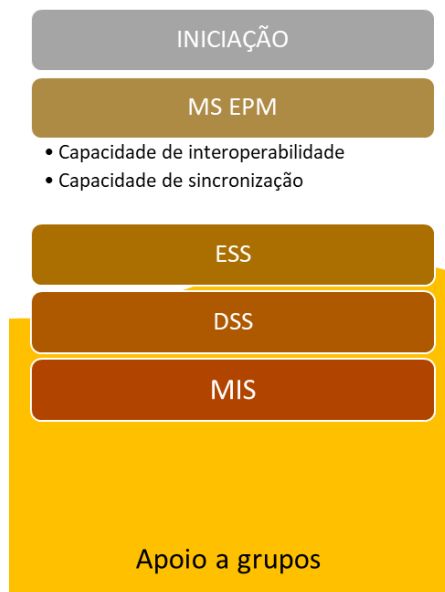 INICIAÇÃO
MS EPM
• Capacidade de interoperabilidade
• Capacidade de sincronização
ESS
DSS
MIS
Apoio a grupos